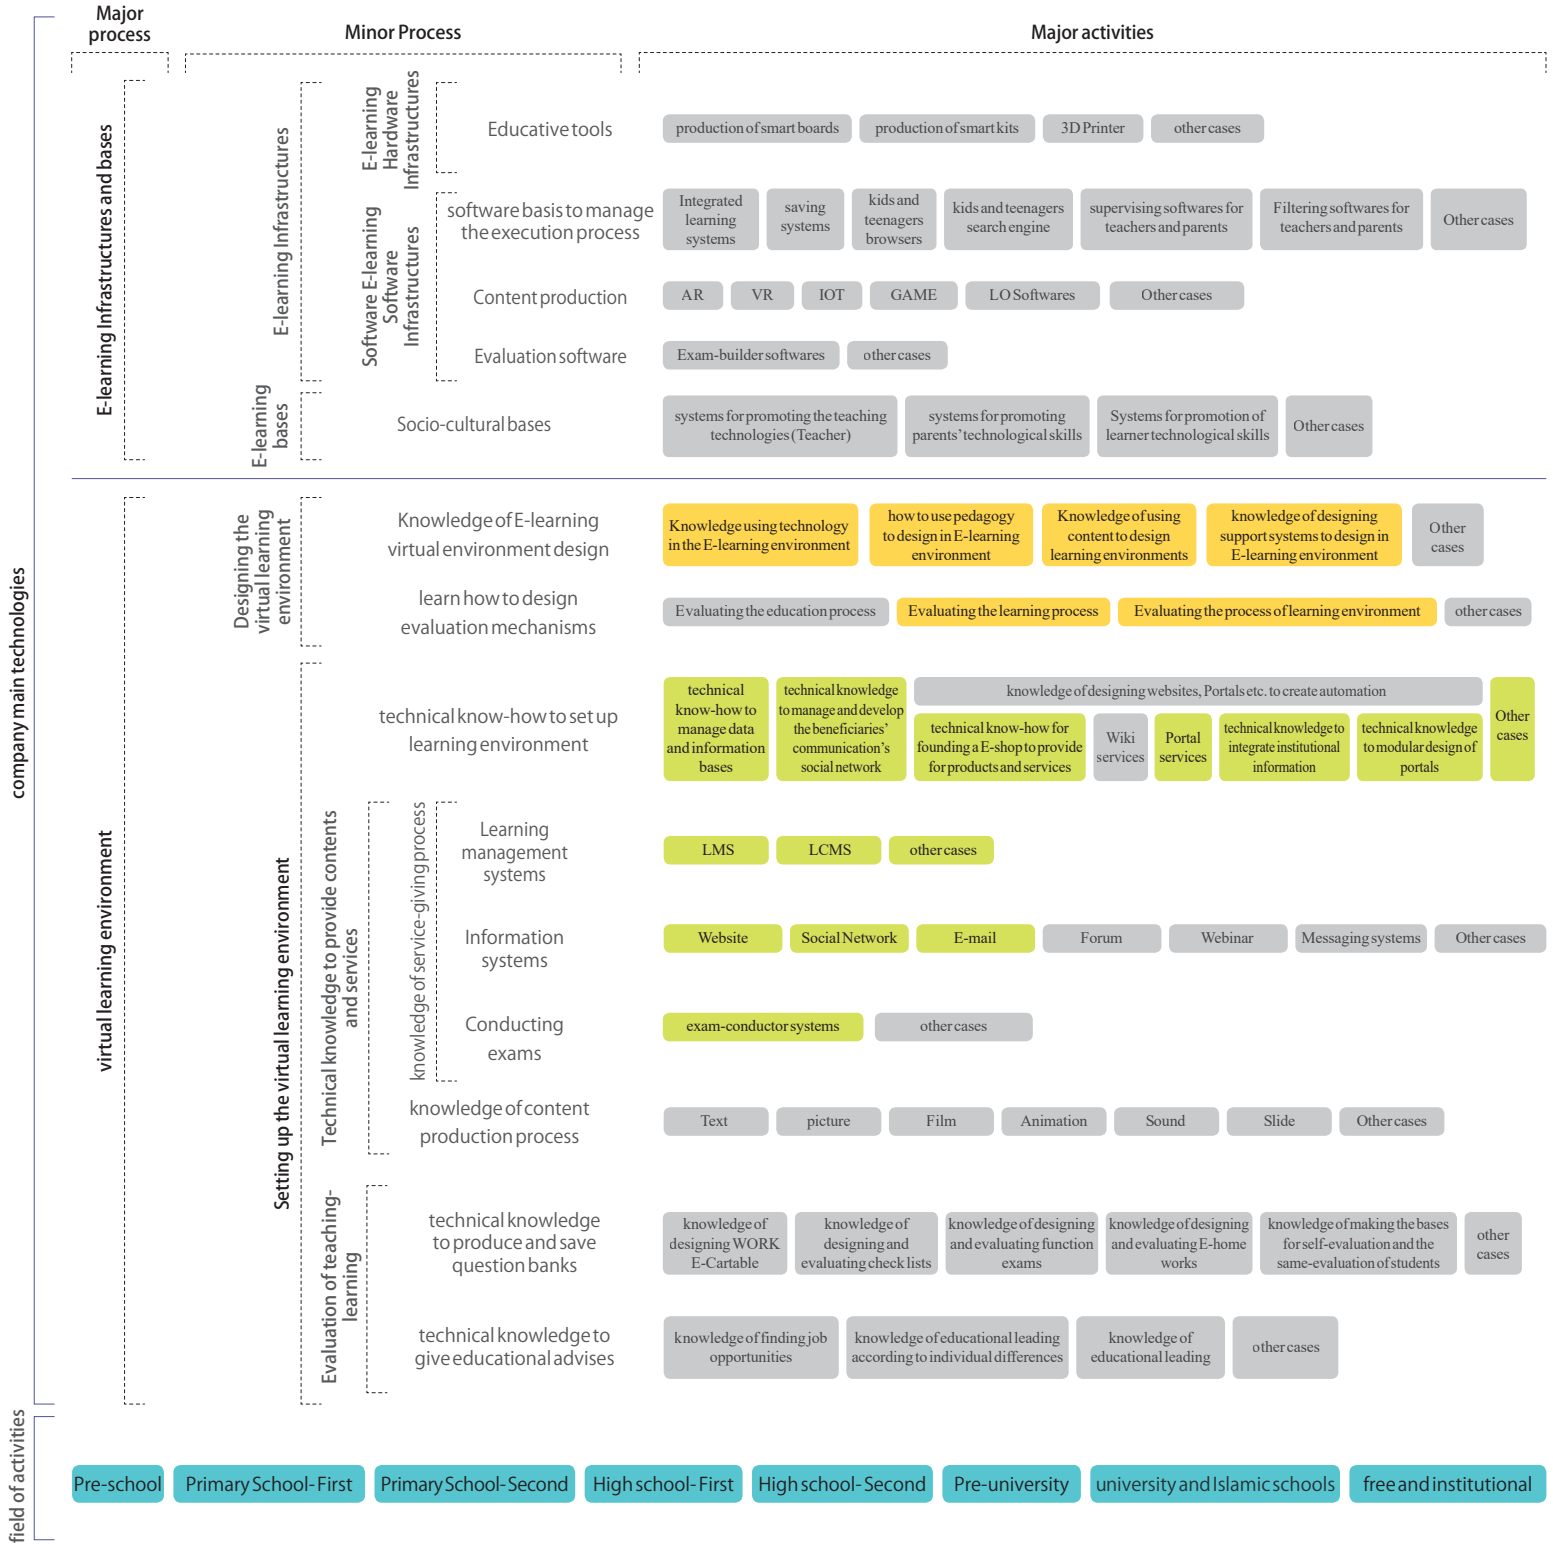 Major
process
Minor Process
Major activities
company main technologies
E-learning Infrastructures and bases
E-learning Infrastructures
E-learning
Hardware
Infrastructures
Educative tools
production of smart boards
production of smart kits
3D Printer
other cases
Software E-learning
Software
Infrastructures
software basis to manage
the execution process
Integrated
learning
systems
saving
systems
kids and
teenagers
browsers
kids and teenagers
search engine
supervising softwares for
teachers and parents
Filtering softwares for
teachers and parents
Other cases
Content production
AR
VR
IOT
GAME
LO Softwares
Other cases
Evaluation software
Exam-builder softwares
other cases
E-learning
bases
Socio-cultural bases
systems for promoting the teaching
technologies (Teacher)
systems for promoting
parents' technological skills
Systems for promotion of
learner technological skills
Other cases
virtual learning environment
Designing the
virtual learning
environment
Knowledge of E-learning
virtual environment design
Knowledge using technology
in the E-learning environment
how to use pedagogy
to design in E-learning
environment
Knowledge of using
content to design
learning environments
knowledge of designing
support systems to design in
E-learning environment
Other
cases
learn how to design
evaluation mechanisms
Evaluating the education process
Evaluating the learning process
Evaluating the process of learning environment
other cases
Setting up the virtual learning environment
technical know-how to set up
learning environment
technical
know-how to
manage data
and information
bases
technical knowledge
to manage and develop
the beneficiaries'
communication's
social network
knowledge of designing websites, Portals etc. to create automation
technical know-how for
founding a E-shop to provide
for products and services
Wiki
services
Portal
services
technical knowledge to
integrate institutional
information
technical knowledge
to modular design of
portals
Other
cases
Technical knowledge to provide contents
and services
knowledge of service-giving process
Learning
management
systems
LMS
LCMS
other cases
Information
systems
Website
Social Network
E-mail
Forum
Webinar
Messaging systems
Other cases
Conducting
exams
exam-conductor systems
other cases
knowledge of content
production process
Text
picture
Film
Animation
Sound
Slide
Other cases
Evaluation of teaching-
learning
technical knowledge
to produce and save
question banks
knowledge of
designing WORK
E-Cartable
knowledge of
designing and
evaluating check lists
knowledge of designing
and evaluating function
exams
knowledge of designing
and evaluating E-home
works
knowledge of making the bases
for self-evaluation and the
same-evaluation of students
other
cases
technical knowledge to
give educational advises
knowledge of finding job
opportunities
knowledge of educational leading
according to individual differences
knowledge of
educational leading
other cases
field of activities
Pre-school
Primary School- First
Primary School- Second
High school- First
High school- Second
Pre-university
university and Islamic schools
free and institutional